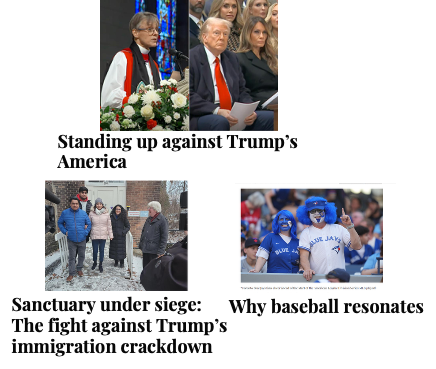 Standing up against Trump's
America
BLUE JAYS
Sanctuary under siege:
The fight against Trump's
immigration crackdown
Why baseball resonates